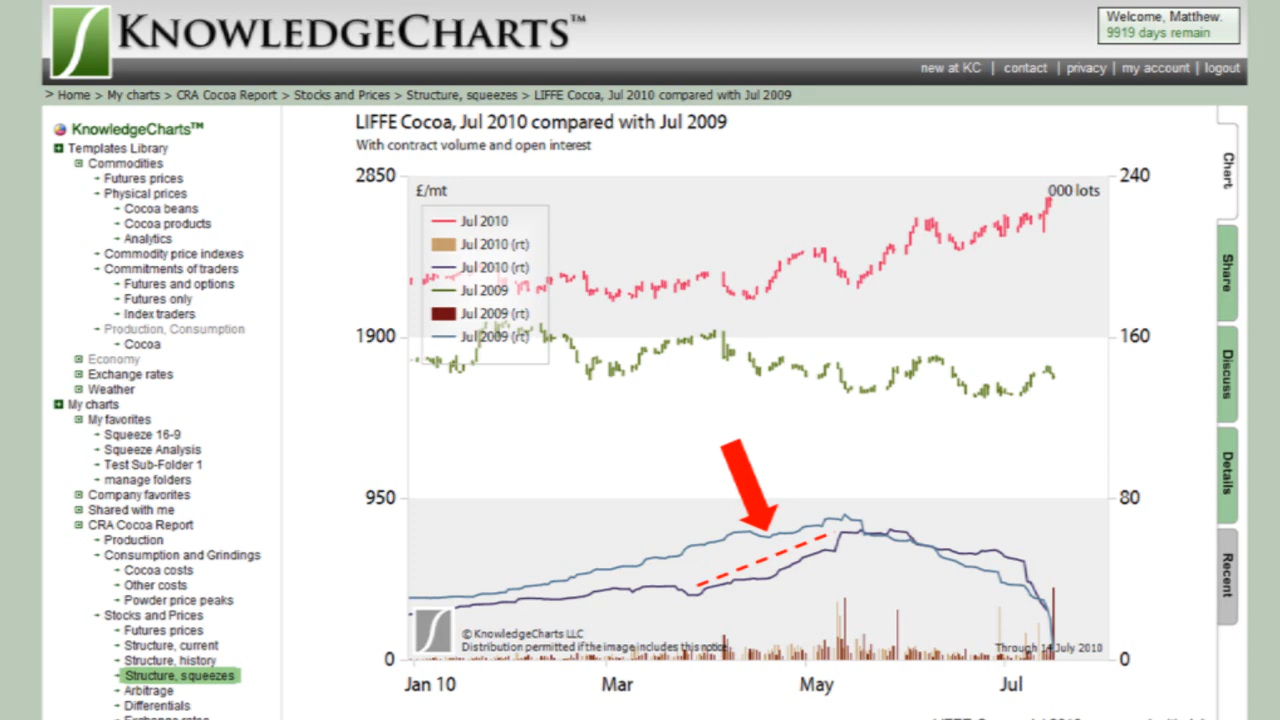 KNOWLEDGECHARTS™
Welcome, Matthew.
9919 days remain
new at KC | contact | privacy | my account | logout
> Home > My charts > CRA Cocoa Report > Stocks and Prices > Structure, squeezes > LIFFE Cocoa, Jul 2010 compared with Jul 2009
KnowledgeCharts™
Templates Library
Commodities
Futures prices
Physical prices
Cocoa beans
Cocoa products
Analytics
Commodity price indexes
Commitments of traders
Futures and options
Futures only
Index traders
Production, Consumption
Cocoa
Economy
Exchange rates
Weather
My charts
My favorites
Squeeze 16-9
Squeeze Analysis
Test Sub-Folder 1
manage folders
Company favorites
Shared with me
CRA Cocoa Report
Production
Consumption and Grindings
Cocoa costs
Other costs
Powder price peaks
Stocks and Prices
Futures prices
Structure, current
Structure, history
Structure, squeezes
Arbitrage
Differentials
LIFFE Cocoa, Jul 2010 compared with Jul 2009
With contract volume and open interest
2850
240
£/mt
000 lots
Jul 2010
Jul 2010 (rt)
Jul 2010 (rt)
Jul 2009
Jul 2009 (rt)
Jul 2009 (rt)
1900
160
950
80
© KnowledgeCharts LLC
Distribution permitted if the image includes this notice
Through 14 July 2010
0
0
Jan 10
Mar
May
Jul
Chart
Share
Discuss
Details
Recent